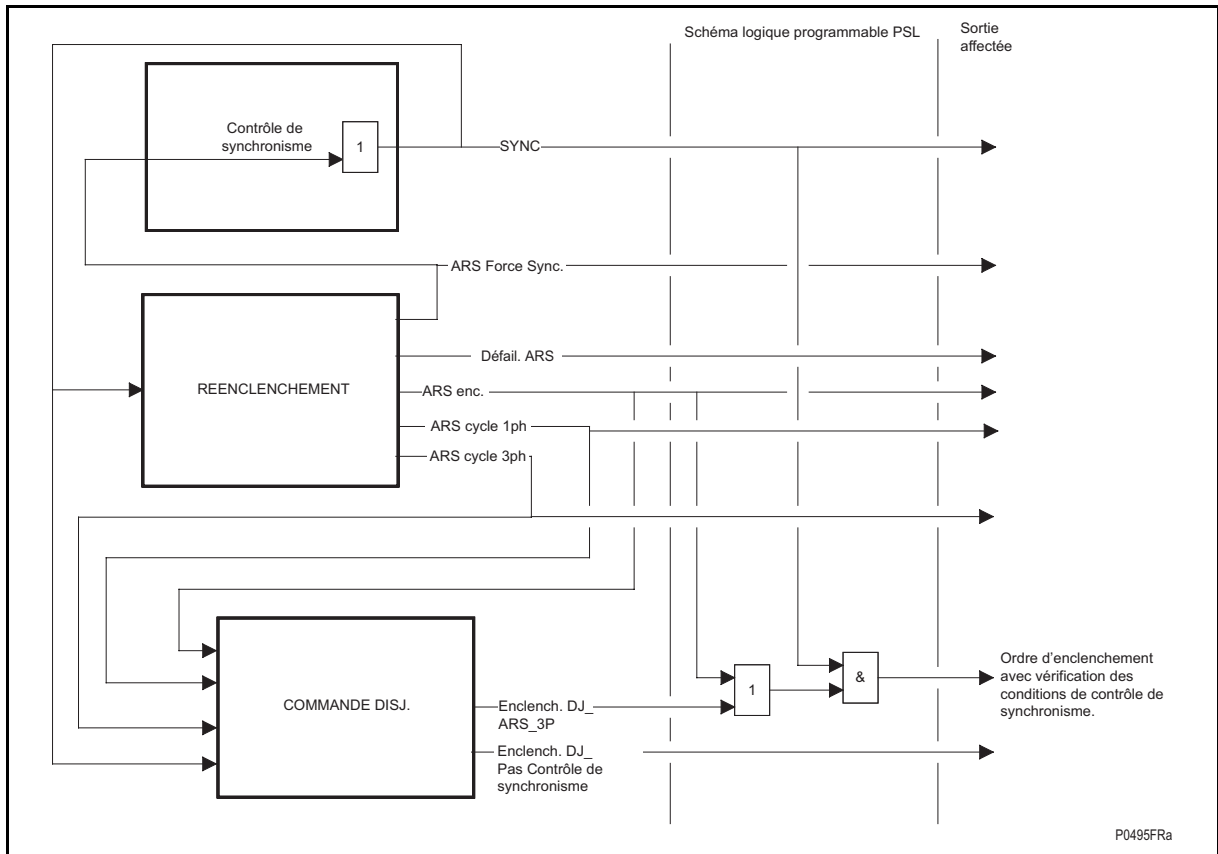 Schéma logique programmable PSL
Sortie
affectée
Contrôle de
synchronisme
1
SYNC
ARS Force Sync.
Défail. ARS
REENCLENCHEMENT
ARS enc.
ARS cycle 1ph
ARS cycle 3ph
COMMANDE DISJ.
Enclench. DJ_
ARS_3P
Enclench. DJ_
Pas Contrôle de
synchronisme
1
&
Ordre d'enclenchement
avec vérification des
conditions de contrôle de
synchronisme.
P0495FRa